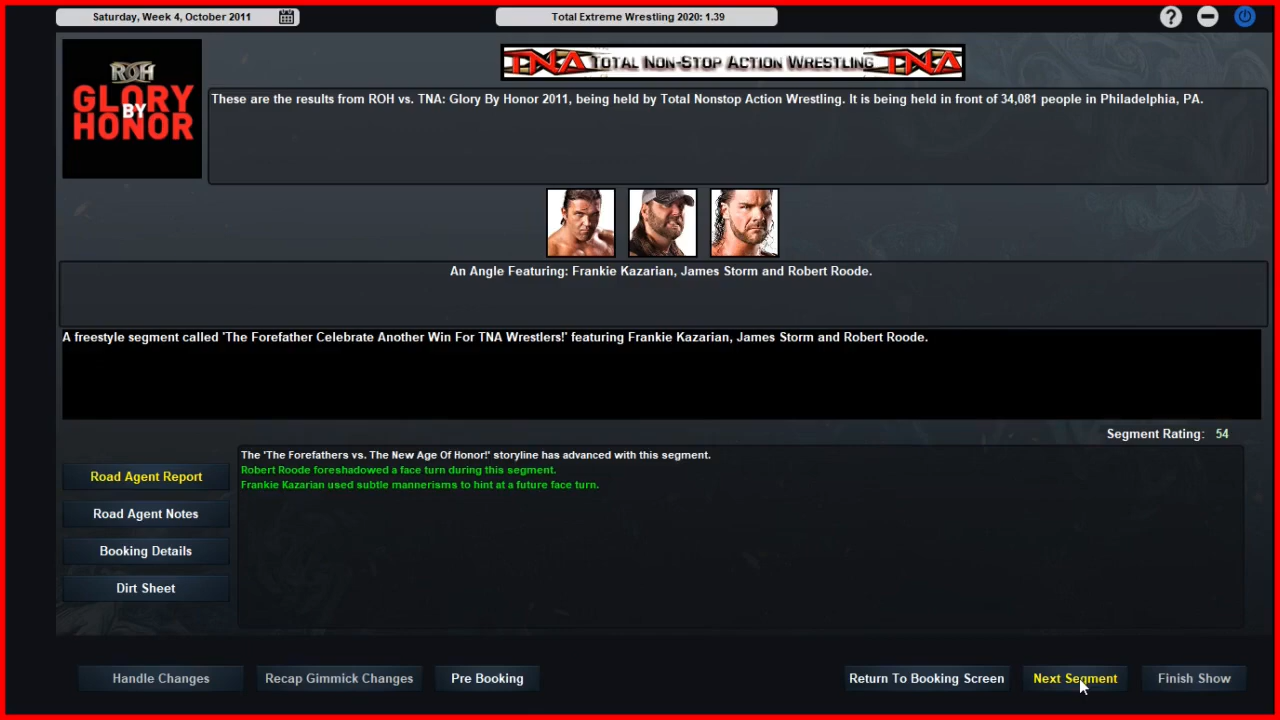 Saturday, Week 4, October 2011
Total Extreme Wrestling 2020: 1.39
?
ROH
GLORY
BY
HONOR
TNA TOTAL NON-STOP ACTION WRESTLING TNA
These are the results from ROH vs. TNA: Glory By Honor 2011, being held by Total Nonstop Action Wrestling. It is being held in front of 34,081 people in Philadelphia, PA.
An Angle Featuring: Frankie Kazarian, James Storm and Robert Roode.
A freestyle segment called 'The Forefather Celebrate Another Win For TNA Wrestlers!' featuring Frankie Kazarian, James Storm and Robert Roode.
Segment Rating: 54
The 'The Forefathers vs. The New Age Of Honor!' storyline has advanced with this segment.
Robert Roode foreshadowed a face turn during this segment.
Frankie Kazarian used subtle mannerisms to hint at a future face turn.
Road Agent Report
Road Agent Notes
Booking Details
Dirt Sheet
Handle Changes
Recap Gimmick Changes
Pre Booking
Return To Booking Screen
Next Segment
Finish Show